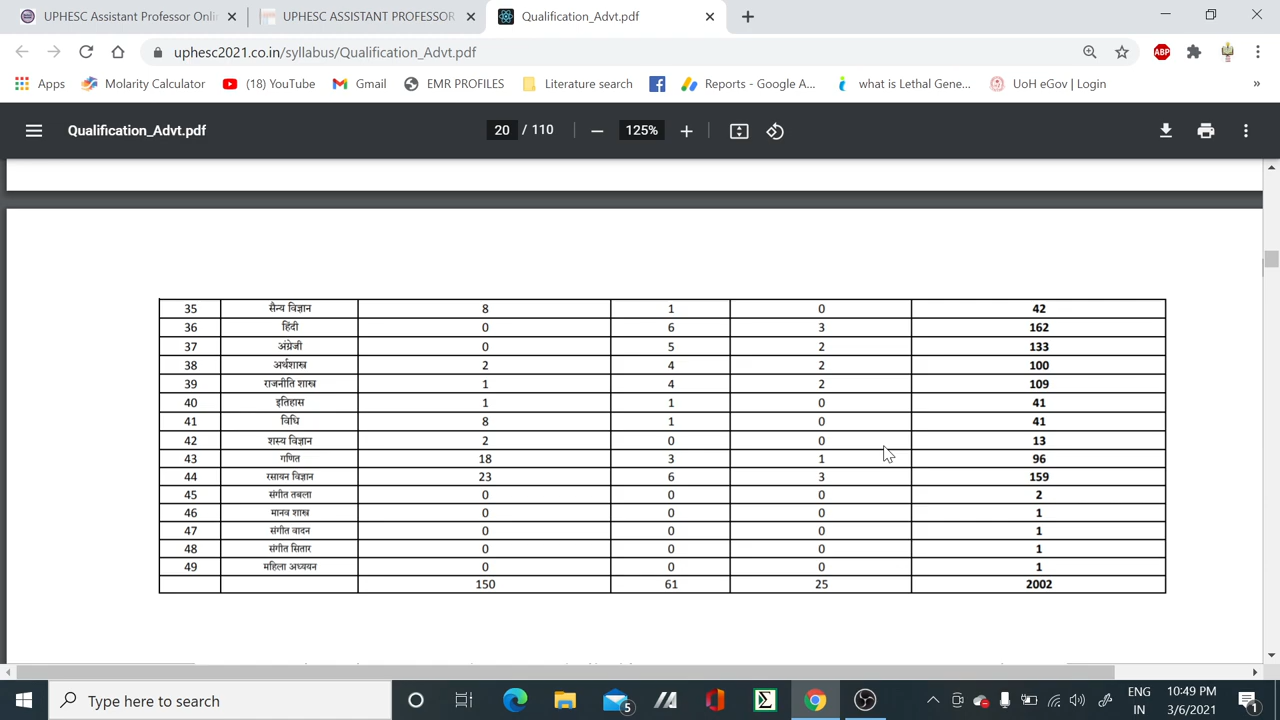 UPHESC Assistant Professor Onli
UPHESC ASSISTANT PROFESSOR
Qualification_Advt.pdf
uphesc2021.co.in/syllabus/Qualification_Advt.pdf
ABP
Apps
Molarity Calculator
(18) YouTube
Gmail
EMR PROFILES
Literature search
Reports - Google A...
what is Lethal Gene...
UoH eGov | Login
»
Qualification_Advt.pdf
20 / 110
125%
35 सैन्य विज्ञान 8 1 0 42
36 हिंदी 0 6 3 162
37 अंग्रेजी 0 5 2 133
38 अर्थशास्त्र 2 4 2 100
39 राजनीति शास्त्र 1 4 2 109
40 इतिहास 1 1 0 41
41 विधि 8 1 0 41
42 शस्य विज्ञान 2 0 0 13
43 गणित 18 3 1 96
44 रसायन विज्ञान 23 6 3 159
45 संगीत तबला 0 0 0 2
46 मानव शास्त्र 0 0 0 1
47 संगीत वादन 0 0 0 1
48 संगीत सितार 0 0 0 1
49 महिला अध्ययन 0 0 0 1
150 61 25 2002
Type here to search
5
ENG
IN
10:49 PM
3/6/2021
1